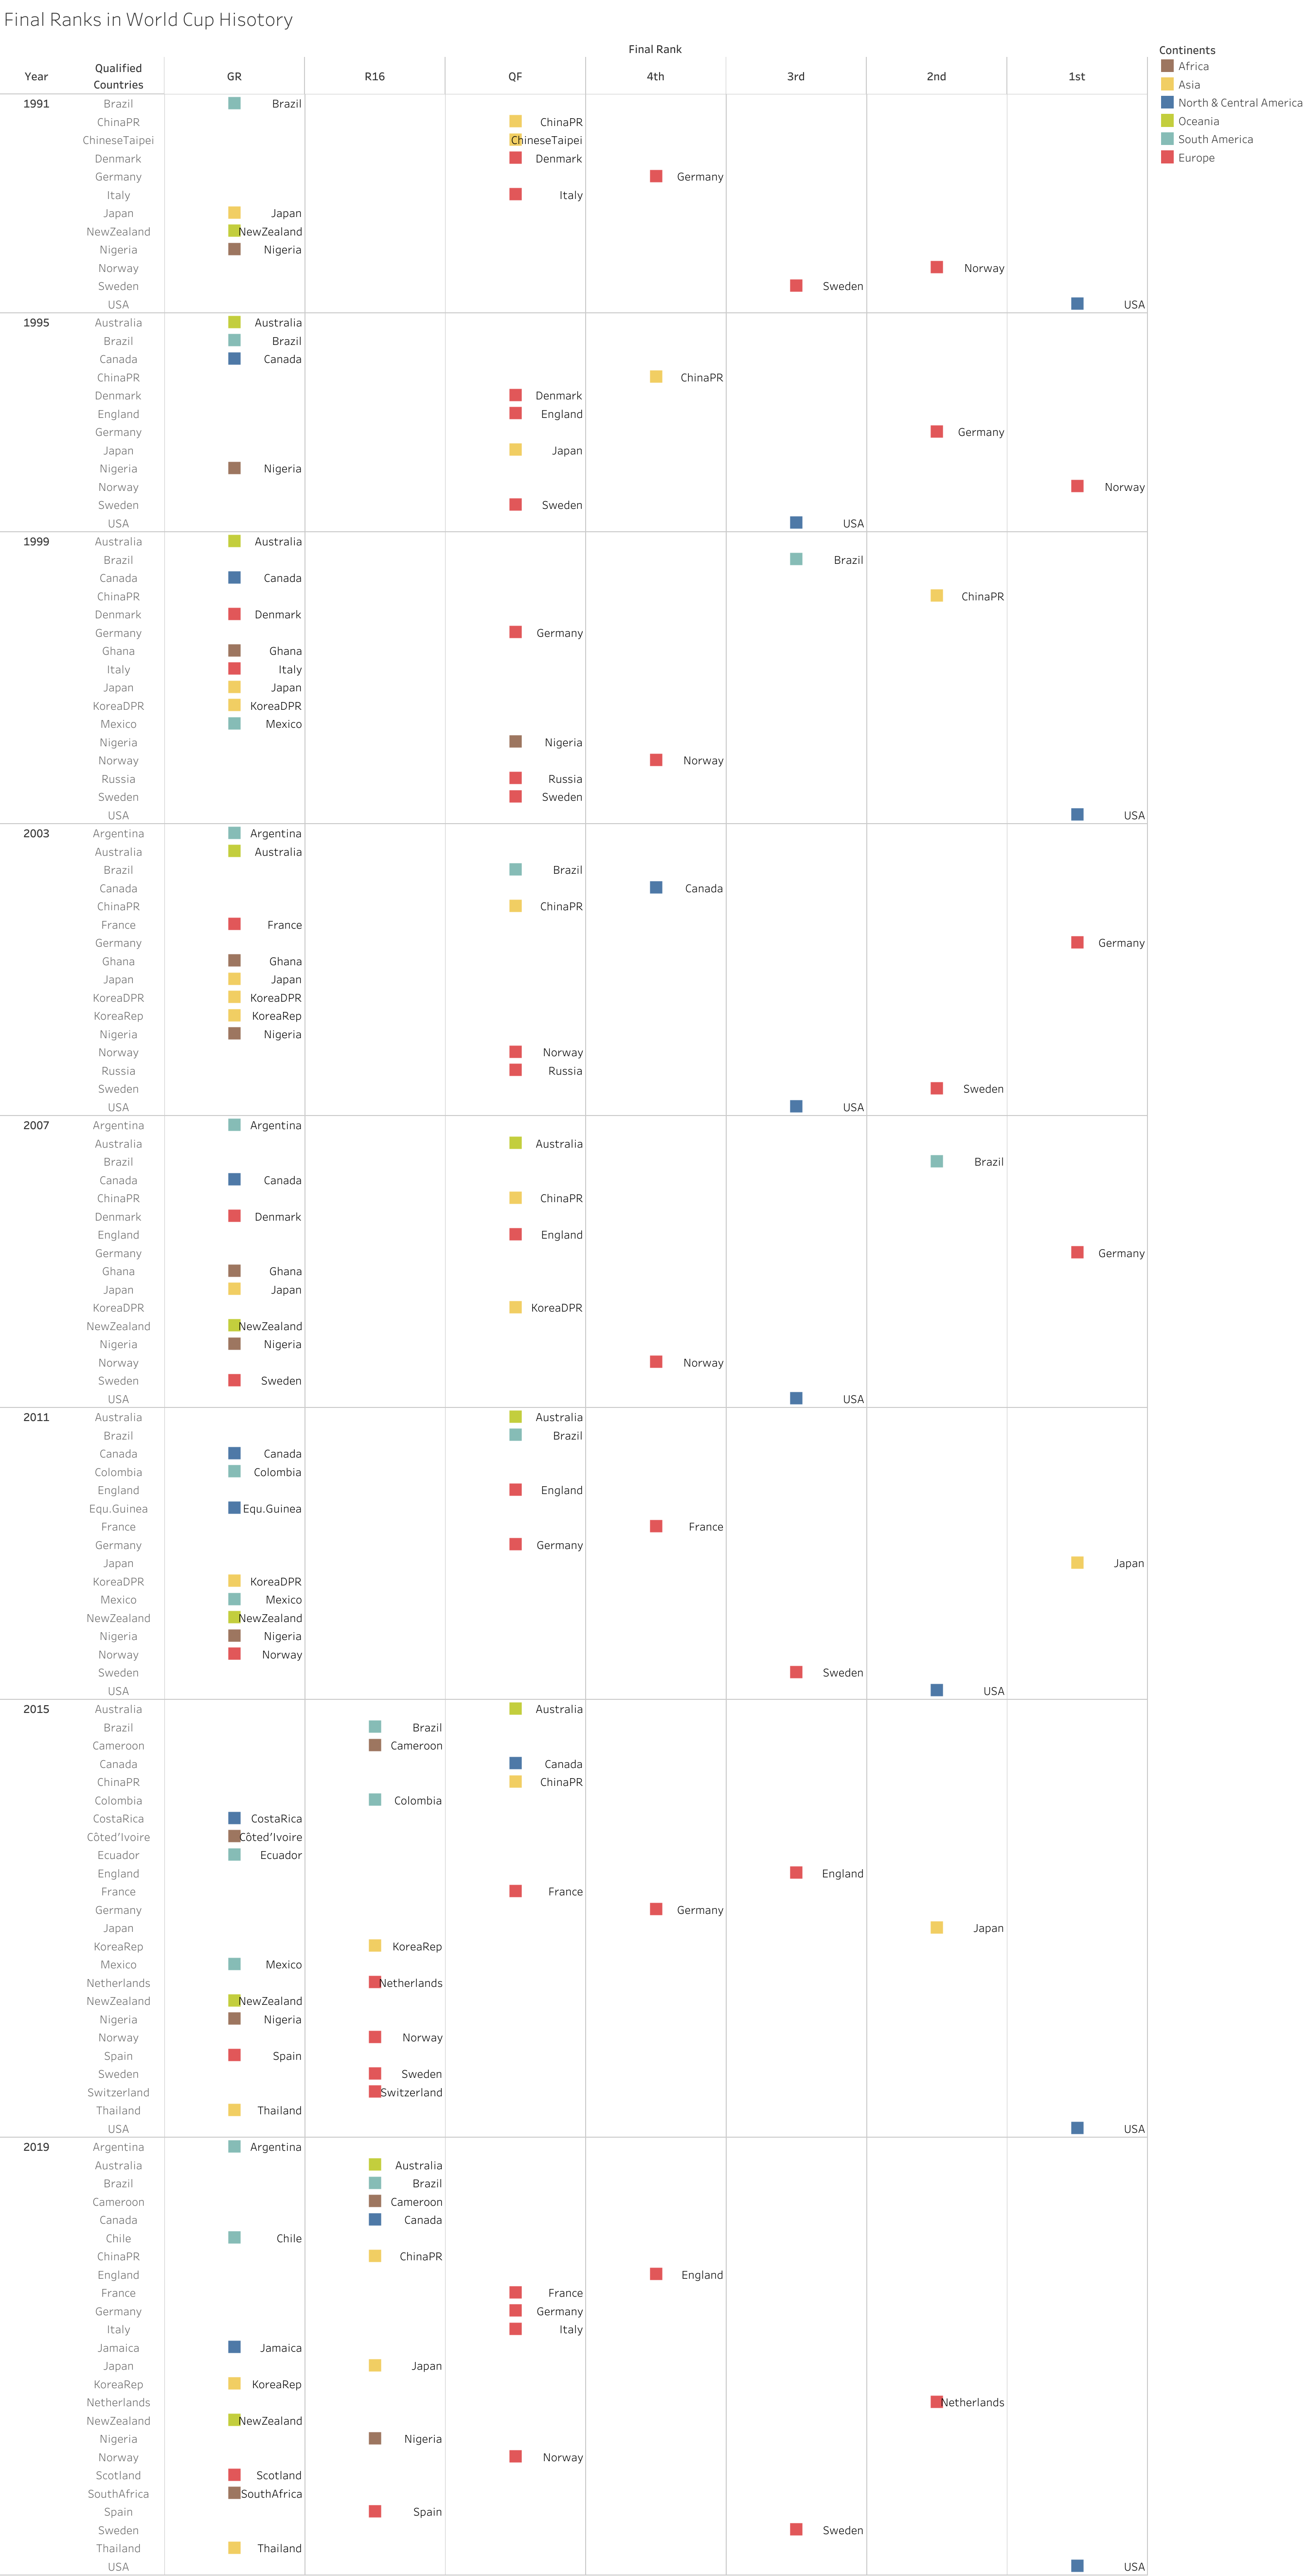 Final Ranks in World Cup Hisotory
Final Rank
Continents
Year Qualified Countries GR R16 QF 4th 3rd 2nd 1st
Africa
Asia
North & Central America
Oceania
South America
Europe
1991 Brazil Brazil
ChinaPR ChinaPR
ChineseTaipei ChineseTaipei
Denmark Denmark
Germany Germany
Italy Italy
Japan Japan
NewZealand NewZealand
Nigeria Nigeria
Norway Norway
Sweden Sweden
USA USA
1995 Australia Australia
Brazil Brazil
Canada Canada
ChinaPR ChinaPR
Denmark Denmark
England England
Germany Germany
Japan Japan
Nigeria Nigeria
Norway Norway
Sweden Sweden
USA USA
1999 Australia Australia
Brazil Brazil
Canada Canada
ChinaPR ChinaPR
Denmark Denmark
Germany Germany
Ghana Ghana
Italy Italy
Japan Japan
KoreaDPR KoreaDPR
Mexico Mexico
Nigeria Nigeria
Norway Norway
Russia Russia
Sweden Sweden
USA USA
2003 Argentina Argentina
Australia Australia
Brazil Brazil
Canada Canada
ChinaPR ChinaPR
France France
Germany Germany
Ghana Ghana
Japan Japan
KoreaDPR KoreaDPR
KoreaRep KoreaRep
Nigeria Nigeria
Norway Norway
Russia Russia
Sweden Sweden
USA USA
2007 Argentina Argentina
Australia Australia
Brazil Brazil
Canada Canada
ChinaPR ChinaPR
Denmark Denmark
England England
Germany Germany
Ghana Ghana
Japan Japan
KoreaDPR KoreaDPR
NewZealand NewZealand
Nigeria Nigeria
Norway Norway
Sweden Sweden
USA USA
2011 Australia Australia
Brazil Brazil
Canada Canada
Colombia Colombia
England England
Equ.Guinea Equ.Guinea
France France
Germany Germany
Japan Japan
KoreaDPR KoreaDPR
Mexico Mexico
NewZealand NewZealand
Nigeria Nigeria
Norway Norway
Sweden Sweden
USA USA
2015 Australia Australia
Brazil Brazil
Cameroon Cameroon
Canada Canada
ChinaPR ChinaPR
Colombia Colombia
CostaRica CostaRica
Côted’Ivoire Côted’Ivoire
Ecuador Ecuador
England England
France France
Germany Germany
Japan Japan
KoreaRep KoreaRep
Mexico Mexico
Netherlands Netherlands
NewZealand NewZealand
Nigeria Nigeria
Norway Norway
Spain Spain
Sweden Sweden
Switzerland Switzerland
Thailand Thailand
USA USA
2019 Argentina Argentina
Australia Australia
Brazil Brazil
Cameroon Cameroon
Canada Canada
Chile Chile
ChinaPR ChinaPR
England England
France France
Germany Germany
Italy Italy
Jamaica Jamaica
Japan Japan
KoreaRep KoreaRep
Netherlands Netherlands
NewZealand NewZealand
Nigeria Nigeria
Norway Norway
Scotland Scotland
SouthAfrica SouthAfrica
Spain Spain
Sweden Sweden
Thailand Thailand
USA USA